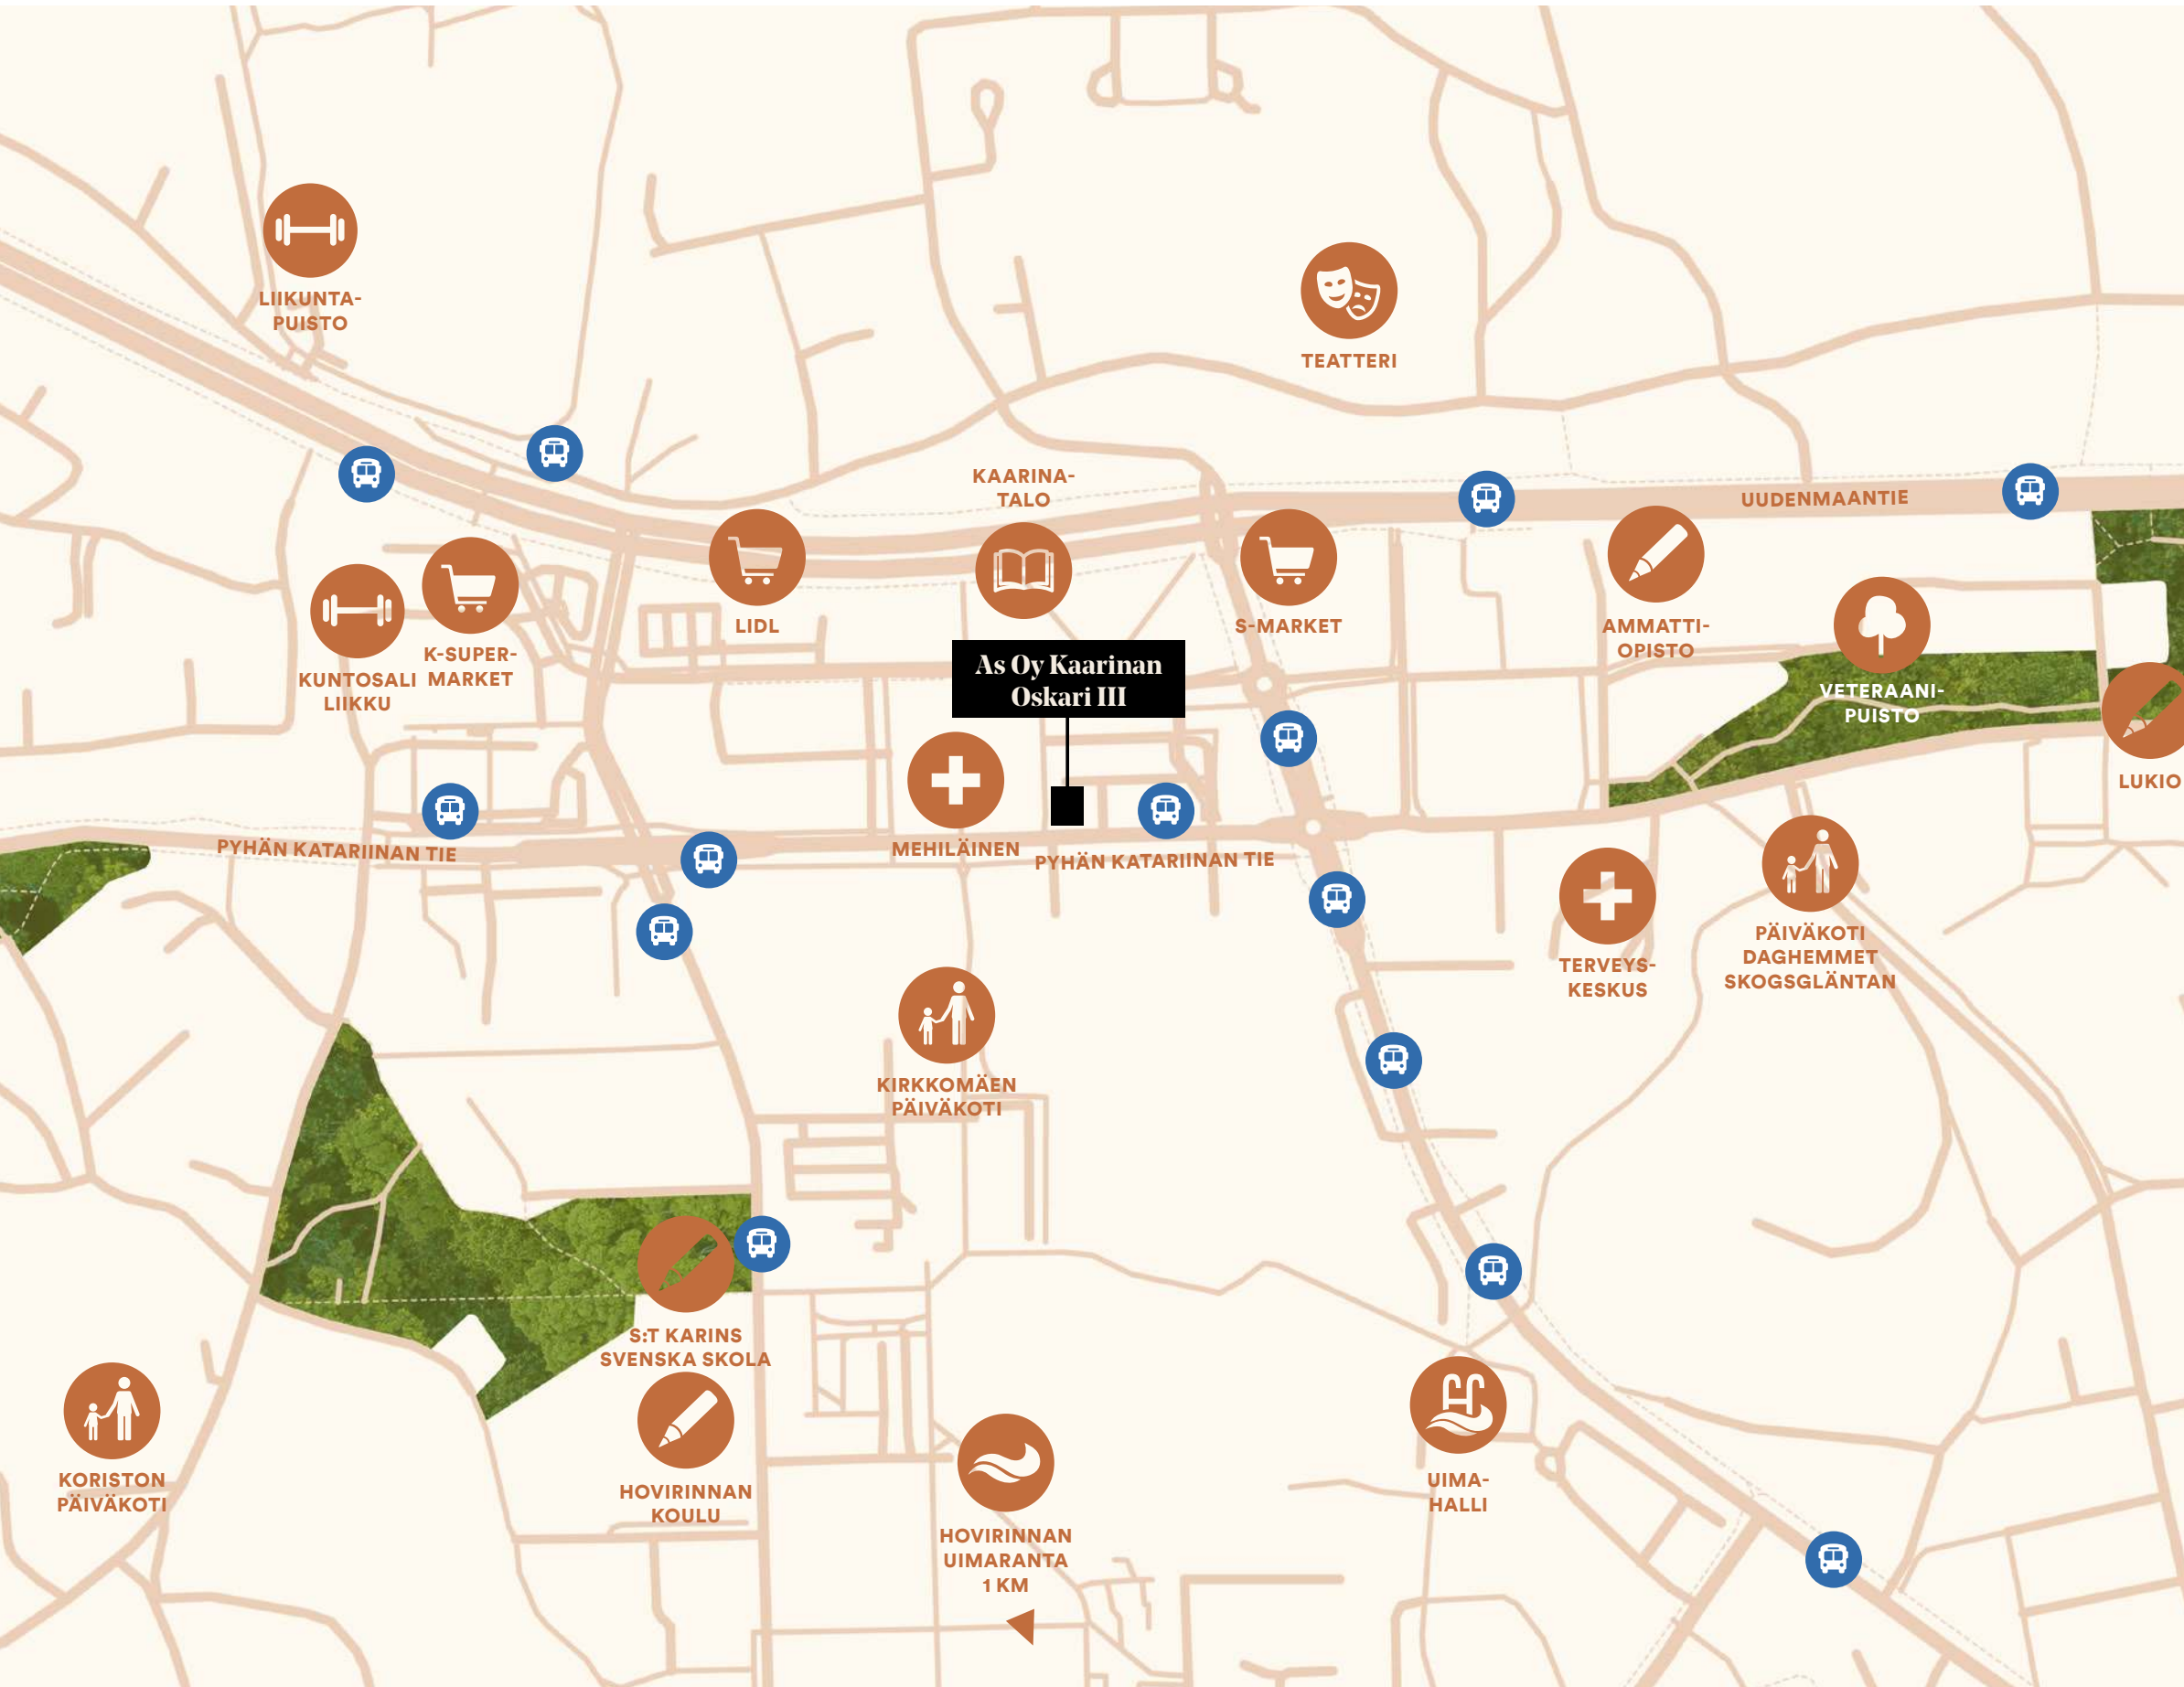 LIIKUNTA-
PUISTO
TEATTERI
KAARINA-
TALO
UUDENMAANTIE
LIDL
S-MARKET
AMMATTI-
OPISTO
K-SUPER-
MARKET
KUNTOSALI
LIIKKU
As Oy Kaarinan
Oskari III
VETERAANI-
PUISTO
LUKIO
PYHÄN KATARIINAN TIE
MEHILÄINEN
PYHÄN KATARIINAN TIE
TERVEYS-
KESKUS
PÄIVÄKOTI
DAGHEMMET
SKOGSGLÄNTAN
KIRKKOMÄEN
PÄIVÄKOTI
S:T KARINS
SVENSKA SKOLA
KORISTON
PÄIVÄKOTI
HOVIRINNAN
KOULU
UIMA-
HALLI
HOVIRINNAN
UIMARANTA
1 KM